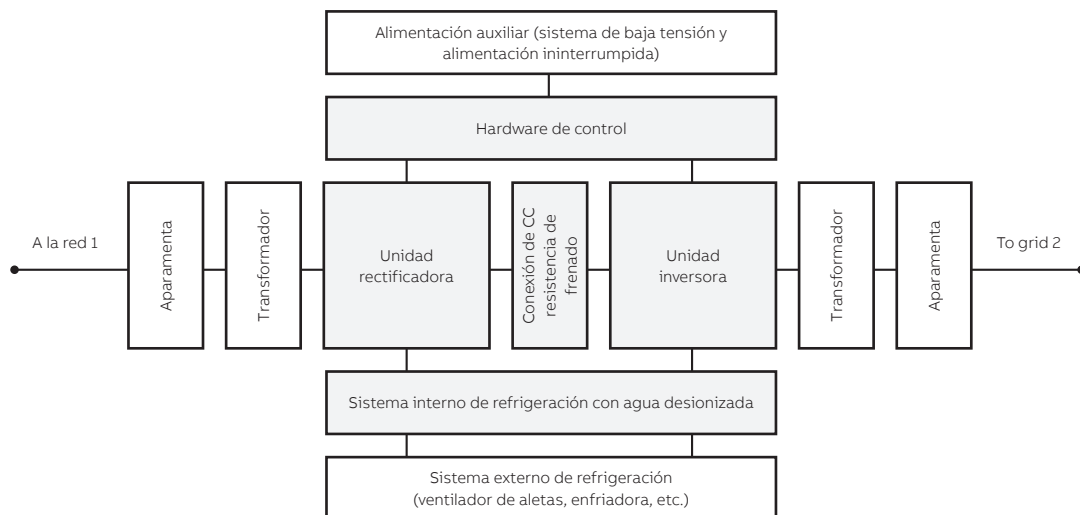 Alimentación auxiliar (sistema de baja tensión y
alimentación ininterrumpida)
Hardware de control
A la red 1
Aparamenta
Transformador
Unidad
rectificadora
Conexión de CC
resistencia de
frenado
Unidad
inversora
Transformador
Aparamenta
To grid 2
Sistema interno de refrigeración con agua desionizada
Sistema externo de refrigeración
(ventilador de aletas, enfriadora, etc.)